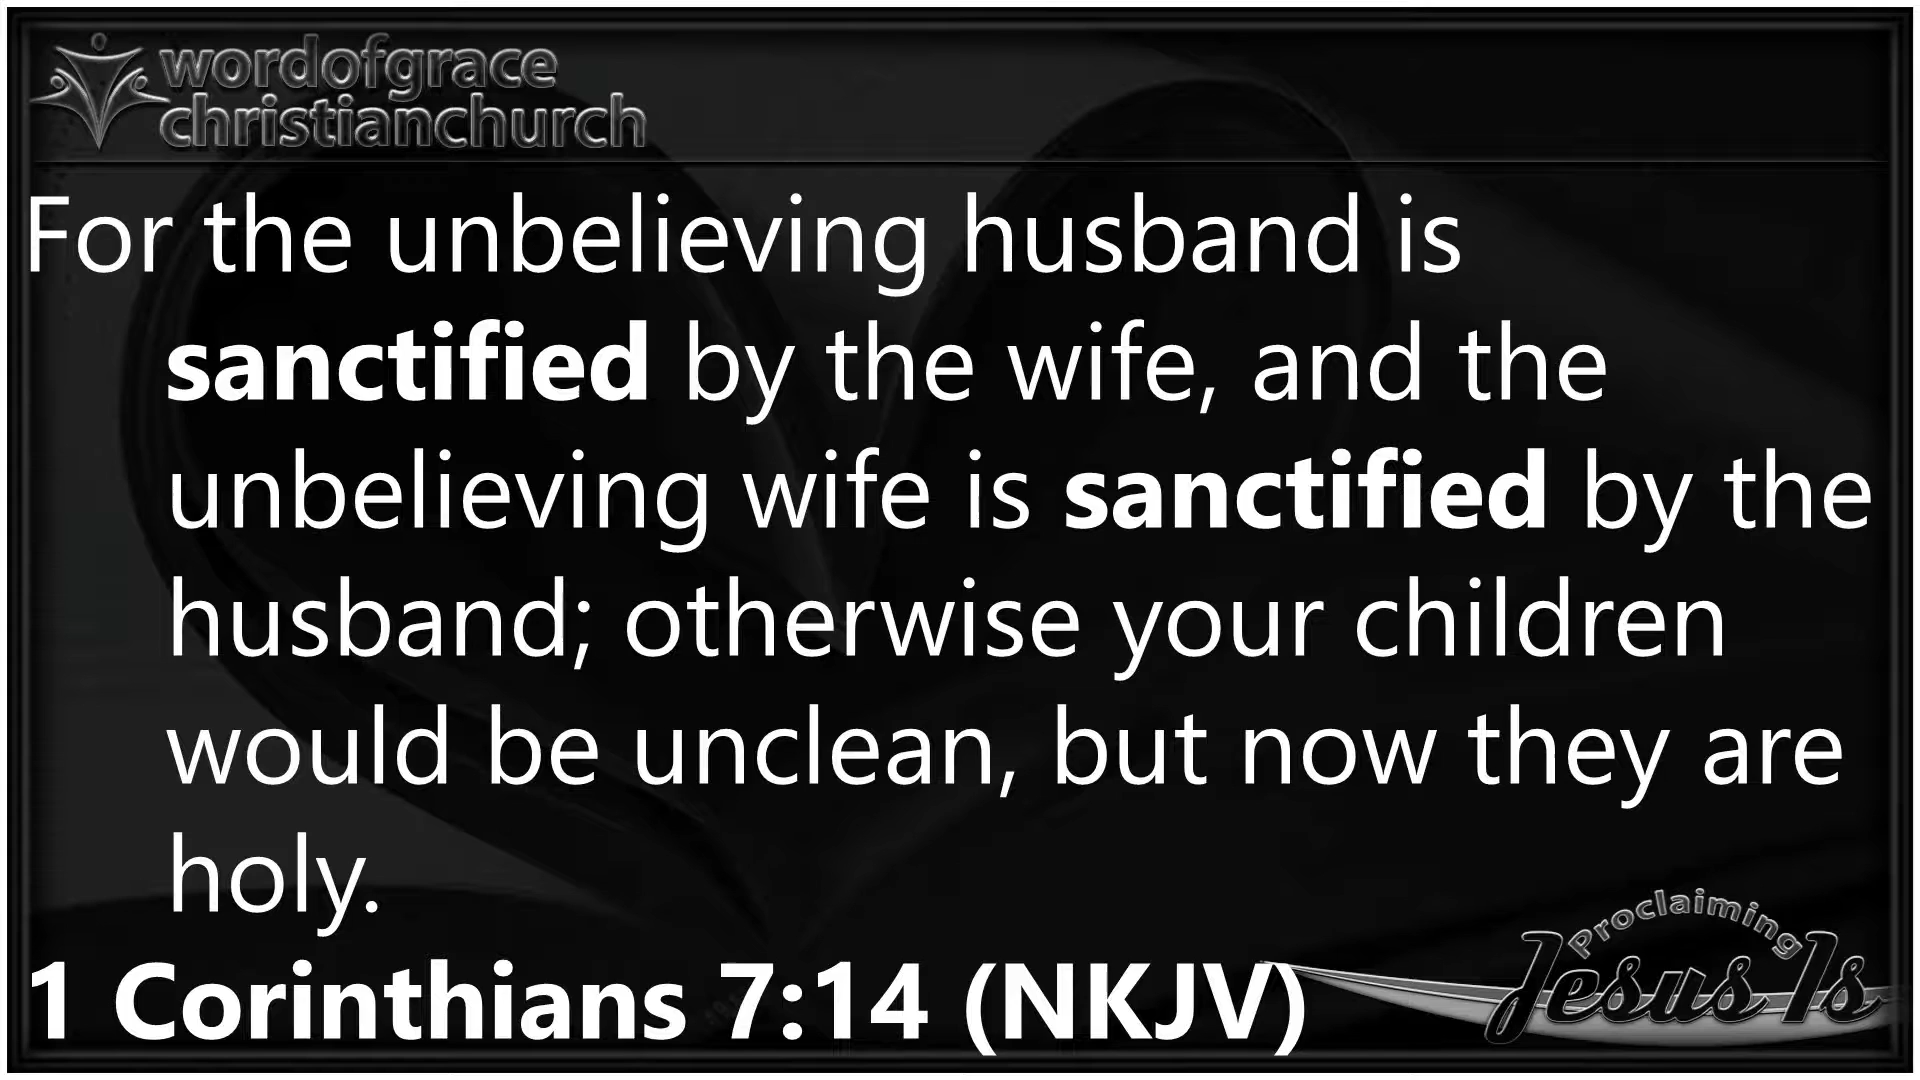 wordofgrace
christianchurch
For the unbelieving husband is
sanctified by the wife, and the
unbelieving wife is sanctified by the
husband; otherwise your children
would be unclean, but now they are
holy.
1 Corinthians 7:14 (NKJV)
Proclaiming
Jesus Is